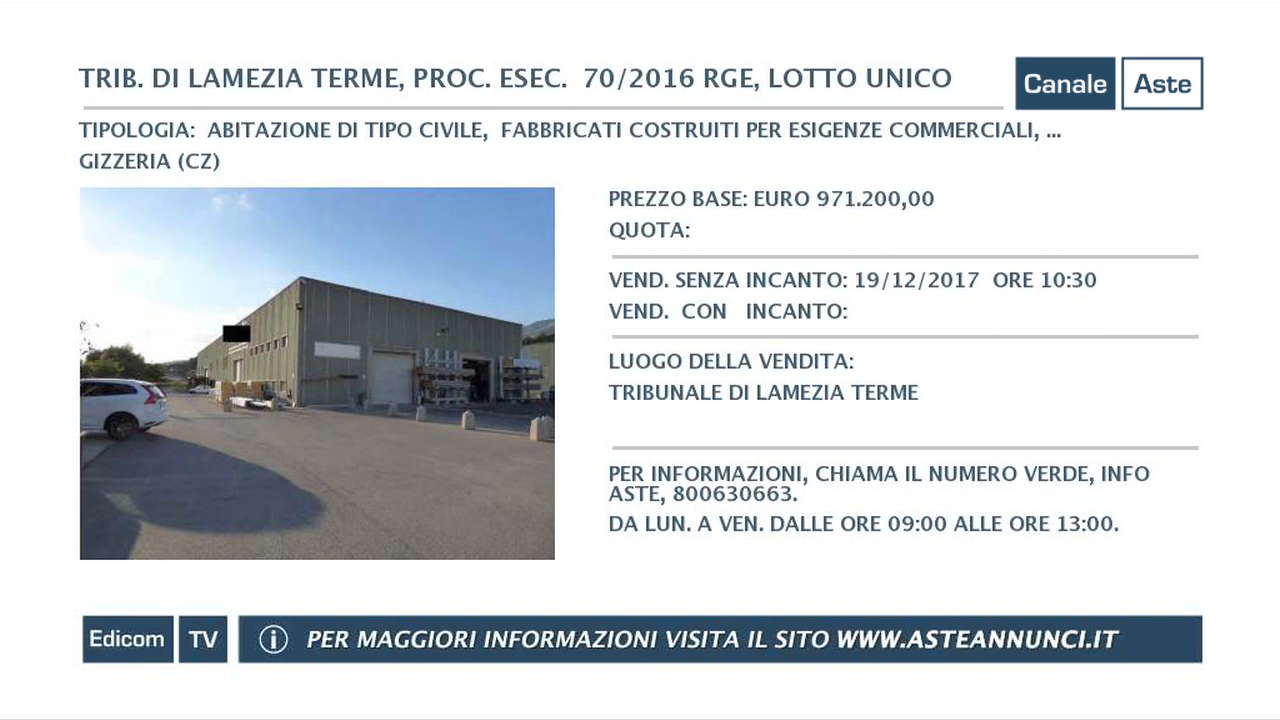 TRIB. DI LAMEZIA TERME, PROC. ESEC.  70/2016 RGE, LOTTO UNICO
Canale Aste
TIPOLOGIA:  ABITAZIONE DI TIPO CIVILE,  FABBRICATI COSTRUITI PER ESIGENZE COMMERCIALI, ...
GIZZERIA (CZ)
PREZZO BASE: EURO 971.200,00
QUOTA:
VEND. SENZA INCANTO: 19/12/2017  ORE 10:30
VEND.  CON   INCANTO:
LUOGO DELLA VENDITA:
TRIBUNALE DI LAMEZIA TERME
PER INFORMAZIONI, CHIAMA IL NUMERO VERDE, INFO
ASTE, 800630663.
DA LUN. A VEN. DALLE ORE 09:00 ALLE ORE 13:00.
Edicom TV
PER MAGGIORI INFORMAZIONI VISITA IL SITO WWW.ASTEANNUNCI.IT